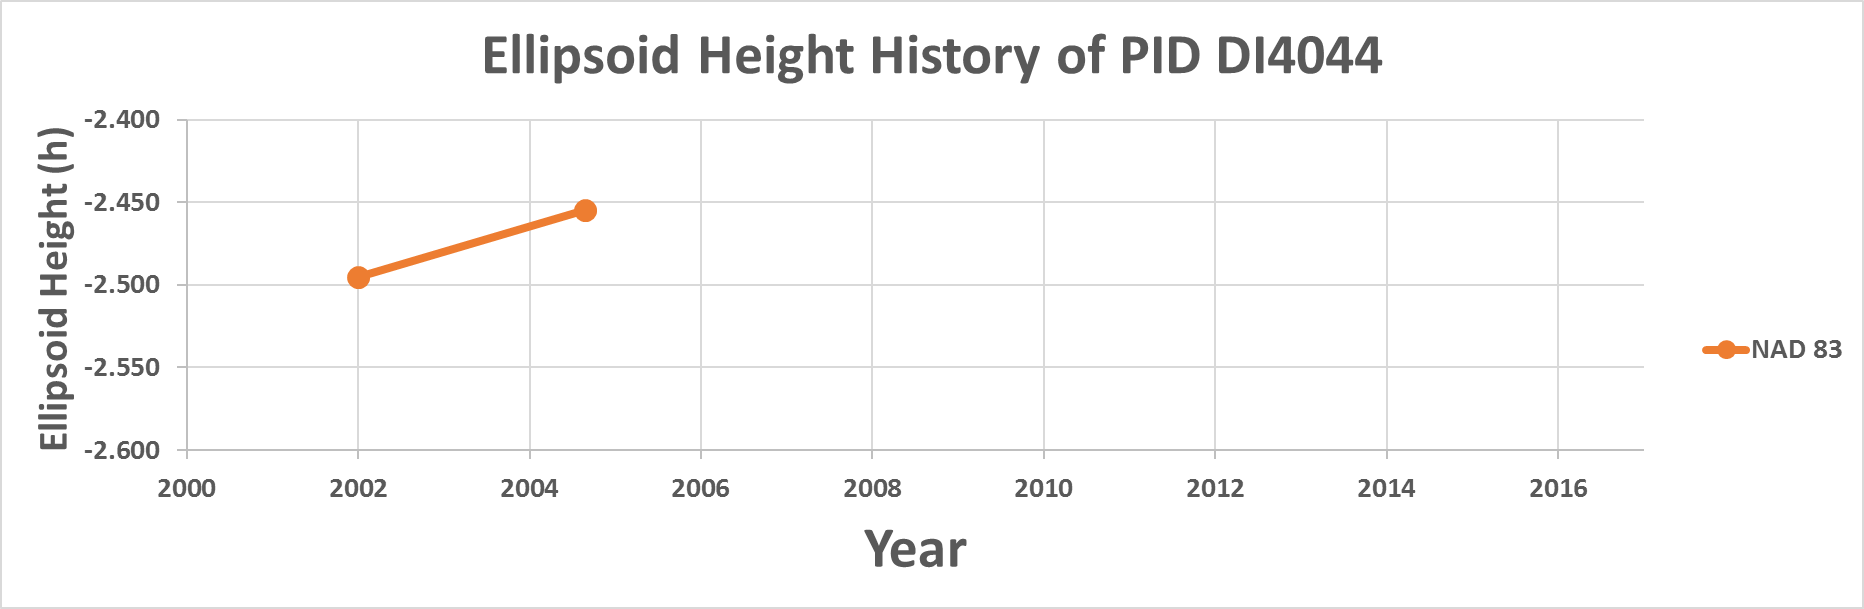 Ellipsoid Height History of PID DI4044
Ellipsoid Height (h)
-2.400
-2.450
-2.500
-2.550
-2.600
2000 2002 2004 2006 2008 2010 2012 2014 2016
Year
NAD 83